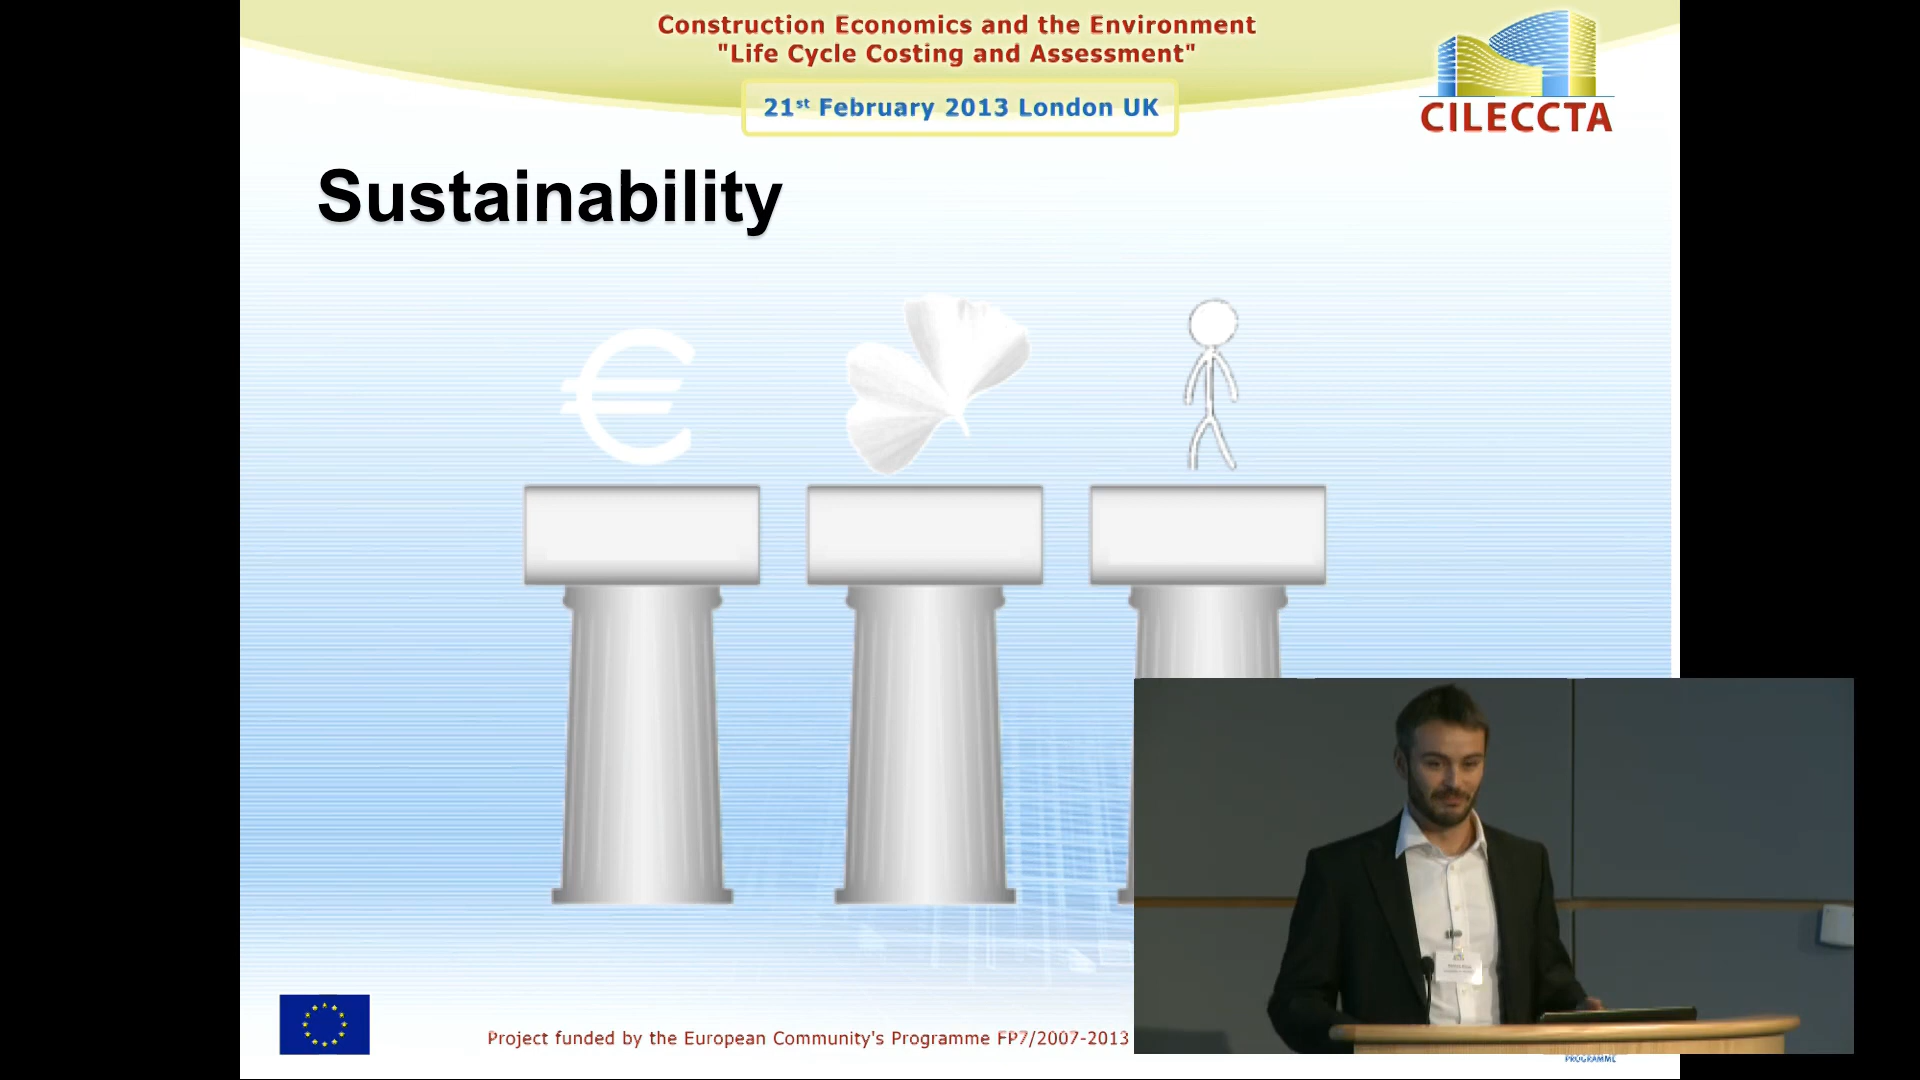 Construction Economics and the Environment
"Life Cycle Costing and Assessment"
21st February 2013 London UK
CILECCTA
Sustainability
€
Project funded by the European Community's Programme FP7/2007-2013
PROGRAMME